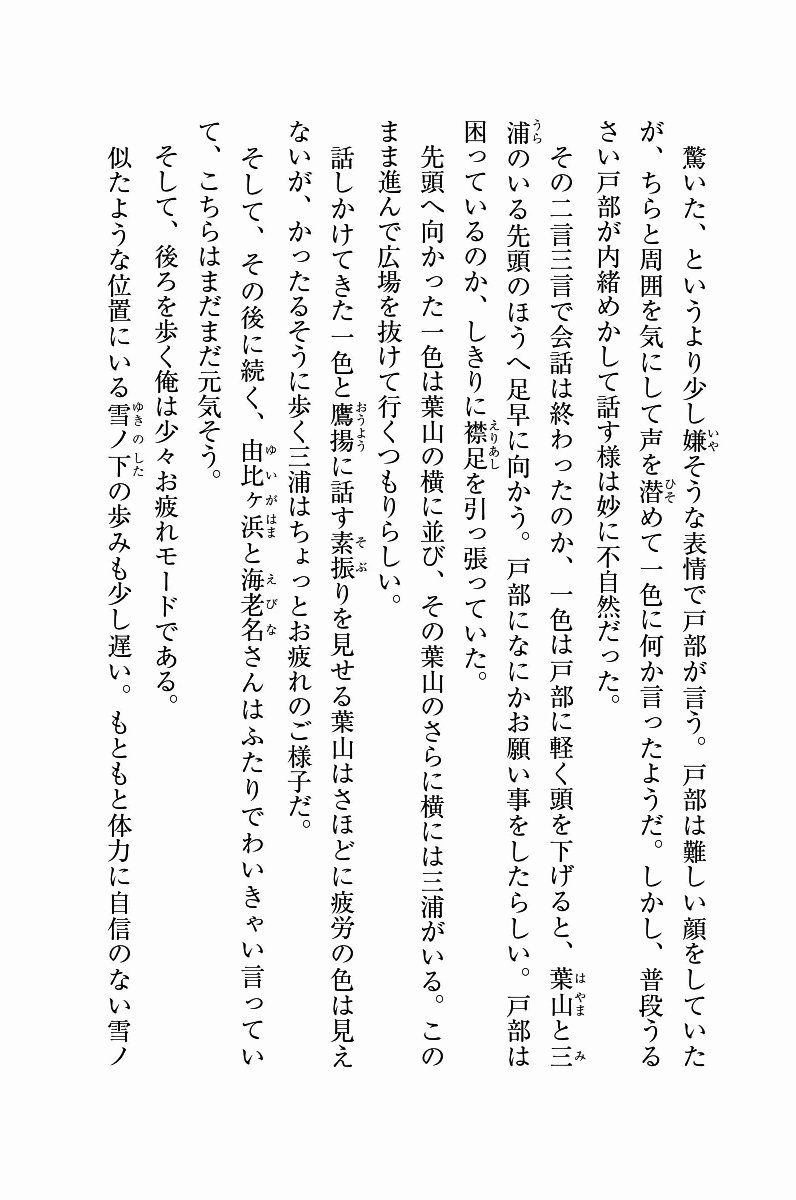 驚いた、というより少し嫌そうな表情で戸部が言う。戸部は難しい顔をしていた
が、ちらと周囲を気にして声を潜めて一色に何か言ったようだ。しかし、普段うる
さい戸部が内緒めかして話す様は妙に不自然だった。
その二言三言で会話は終わったのか、一色は戸部に軽く頭を下げると、葉山と三
浦のいる先頭のほうへ足早に向かう。戸部になにかお願い事をしたらしい。戸部は
困っているのか、しきりに襟足を引っ張っていた。
先頭へ向かった一色は葉山の横に並び、その葉山のさらに横には三浦がいる。この
まま進んで広場を抜けて行くつもりらしい。
話しかけてきた一色と鷹揚に話す素振りを見せる葉山はさほどに疲労の色は見え
ないが、かったるそうに歩く三浦はちょっとお疲れのご様子だ。
そして、その後に続く、由比ヶ浜と海老名さんはふたりでわいきゃい言ってい
て、こちらはまだまだ元気そう。
そして、後ろを歩く俺は少々お疲れモードである。
似たような位置にいる雪ノ下の歩みも少し遅い。もともと体力に自信のない雪ノ